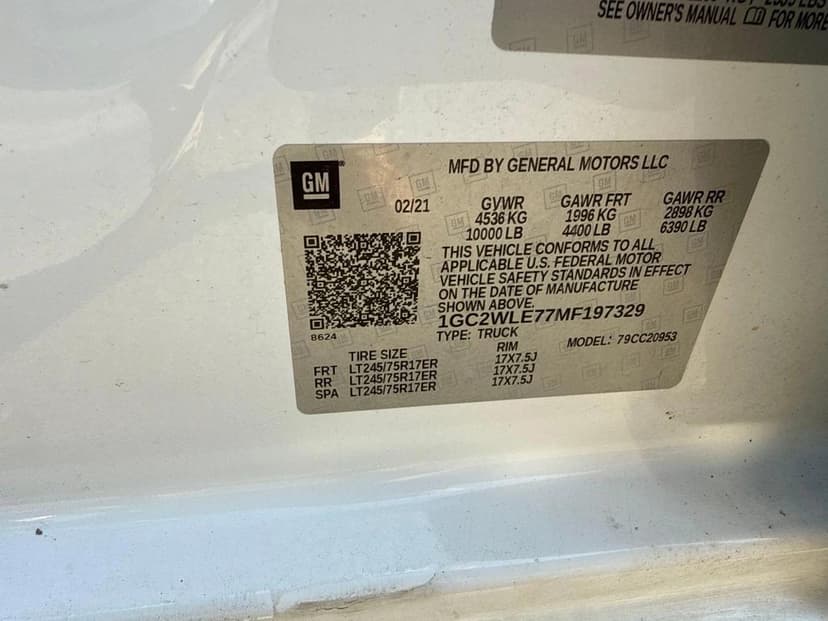 SEE OWNER'S MANUAL FOR MORE
GM
MFD BY GENERAL MOTORS LLC
02/21 GVWR GAWR FRT GAWR RR
4536 KG 1996 KG 2898 KG
10000 LB 4400 LB 6390 LB
THIS VEHICLE CONFORMS TO ALL
APPLICABLE U.S. FEDERAL MOTOR
VEHICLE SAFETY STANDARDS IN EFFECT
ON THE DATE OF MANUFACTURE
SHOWN ABOVE.
1GC2WLE77MF197329
8624 TYPE: TRUCK MODEL: 79CC20953
TIRE SIZE RIM
FRT LT245/75R17ER 17X7.5J
RR LT245/75R17ER 17X7.5J
SPA LT245/75R17ER 17X7.5J